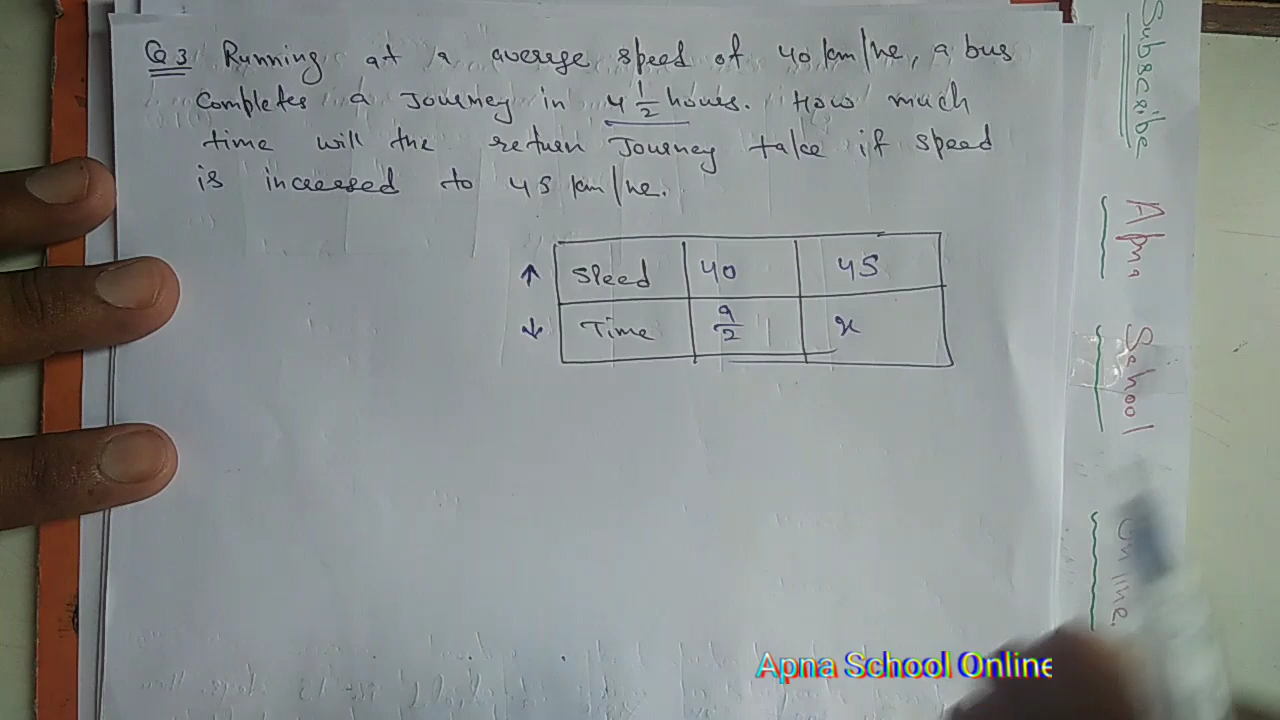 Q3 Running at a average speed of 40 km/hr, a bus
completes a Journey in 4 1/2 hours. How much
time will the return Journey take if speed
is increased to 45 km/hr.
↑ Speed 40 45
↓ Time 9/2 x
Subscribe Apna School Online.
Apna School Online